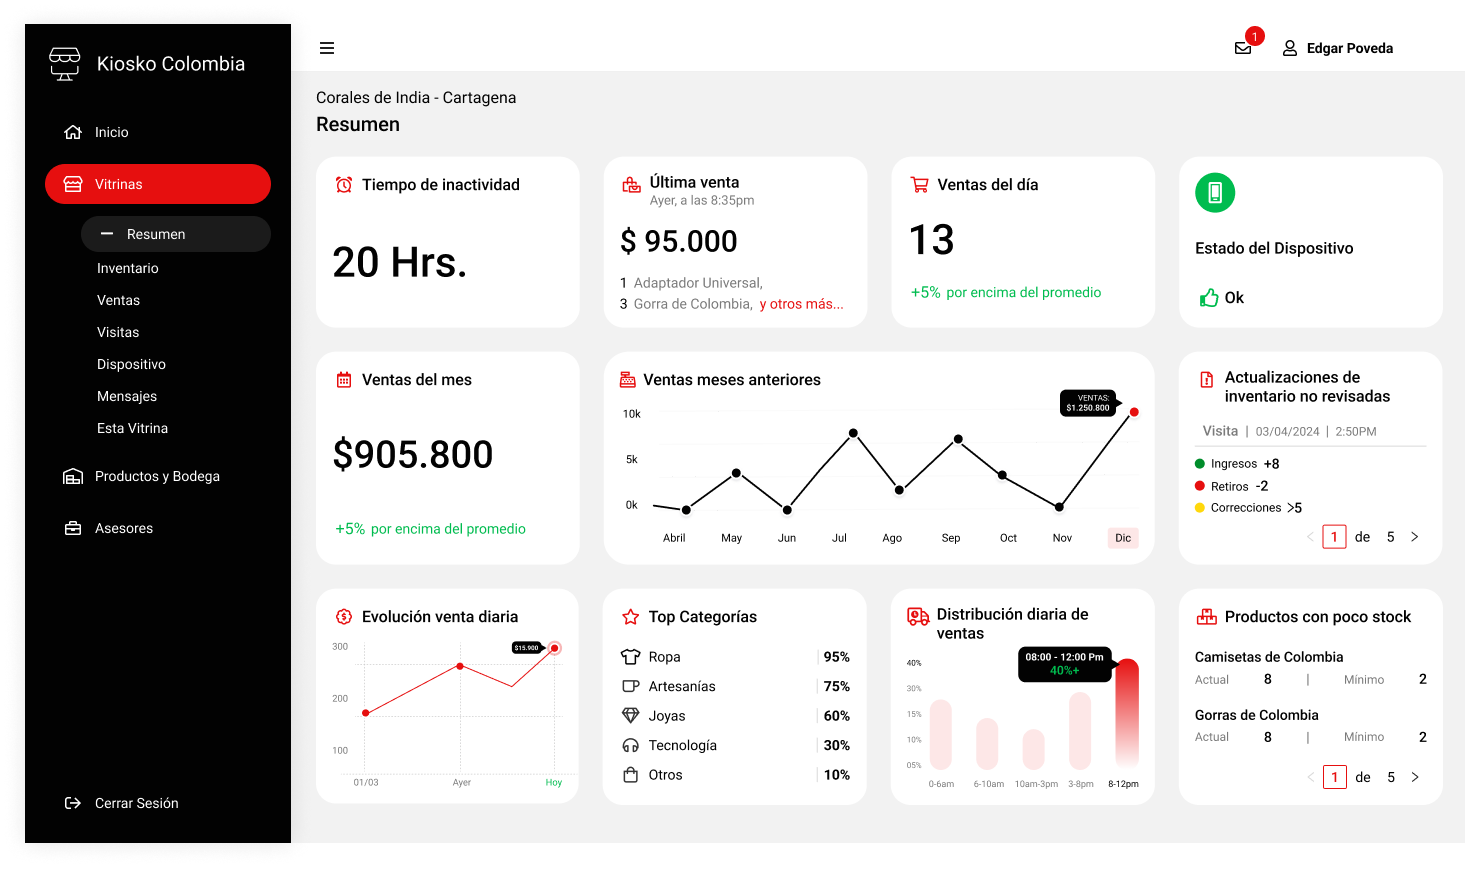 Kiosko Colombia
Inicio
Vitrinas
Resumen
Inventario
Ventas
Visitas
Dispositivo
Mensajes
Esta Vitrina
Productos y Bodega
Asesores
Cerrar Sesión
1
Edgar Poveda
Corales de India - Cartagena
Resumen
Tiempo de inactividad
20 Hrs.
Última venta
Ayer, a las 8:35pm
$ 95.000
1 Adaptador Universal,
3 Gorra de Colombia, y otros más...
Ventas del día
13
+5% por encima del promedio
Estado del Dispositivo
Ok
Ventas del mes
$905.800
+5% por encima del promedio
Ventas meses anteriores
VENTAS:
$1.250.800
10k
5k
0k
Abril May Jun Jul Ago Sep Oct Nov Dic
Actualizaciones de
inventario no revisadas
Visita | 03/04/2024 | 2:50PM
Ingresos +8
Retiros -2
Correcciones >5
< 1 de 5 >
Evolución venta diaria
$15.900
300
200
100
01/03 Ayer Hoy
Top Categorías
Ropa 95%
Artesanías 75%
Joyas 60%
Tecnología 30%
Otros 10%
Distribución diaria de
ventas
08:00 - 12:00 Pm
40%+
40%
30%
15%
10%
05%
0-6am 6-10am 10am-3pm 3-8pm 8-12pm
Productos con poco stock
Camisetas de Colombia
Actual 8 | Mínimo 2
Gorras de Colombia
Actual 8 | Mínimo 2
< 1 de 5 >